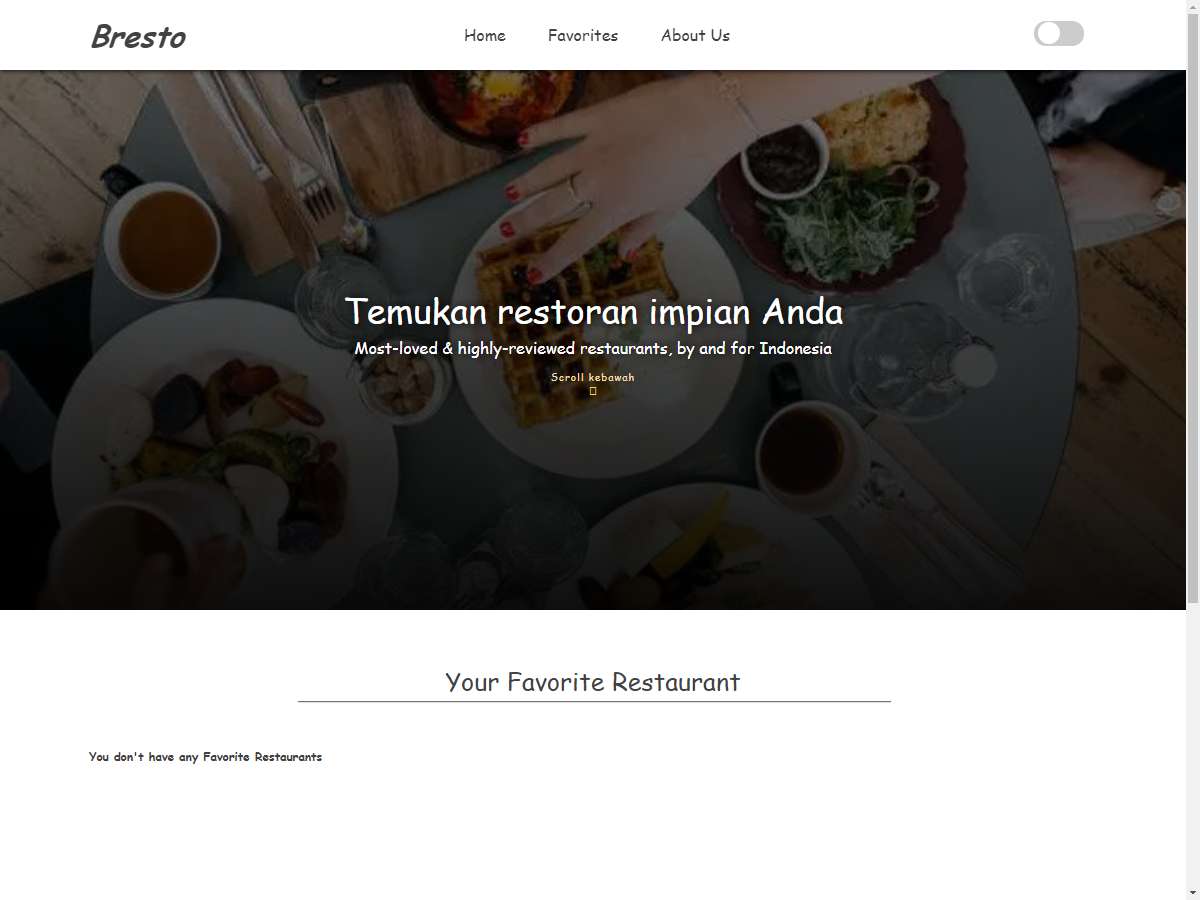 Bresto
Home
Favorites
About Us
Temukan restoran impian Anda
Most-loved & highly-reviewed restaurants, by and for Indonesia
Scroll kebawah
Your Favorite Restaurant
You don't have any Favorite Restaurants